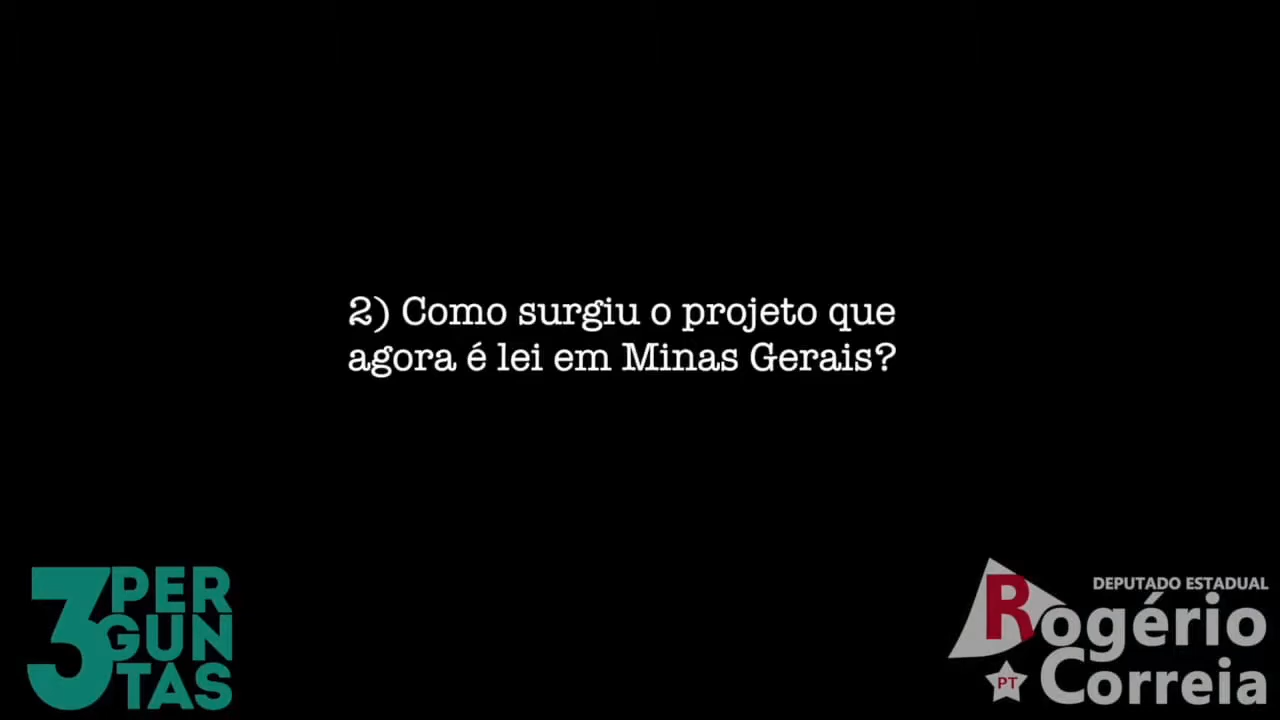 2) Como surgiu o projeto que
agora é lei em Minas Gerais?
3 PER
GUN
TAS
DEPUTADO ESTADUAL
Rogério
PT Correia